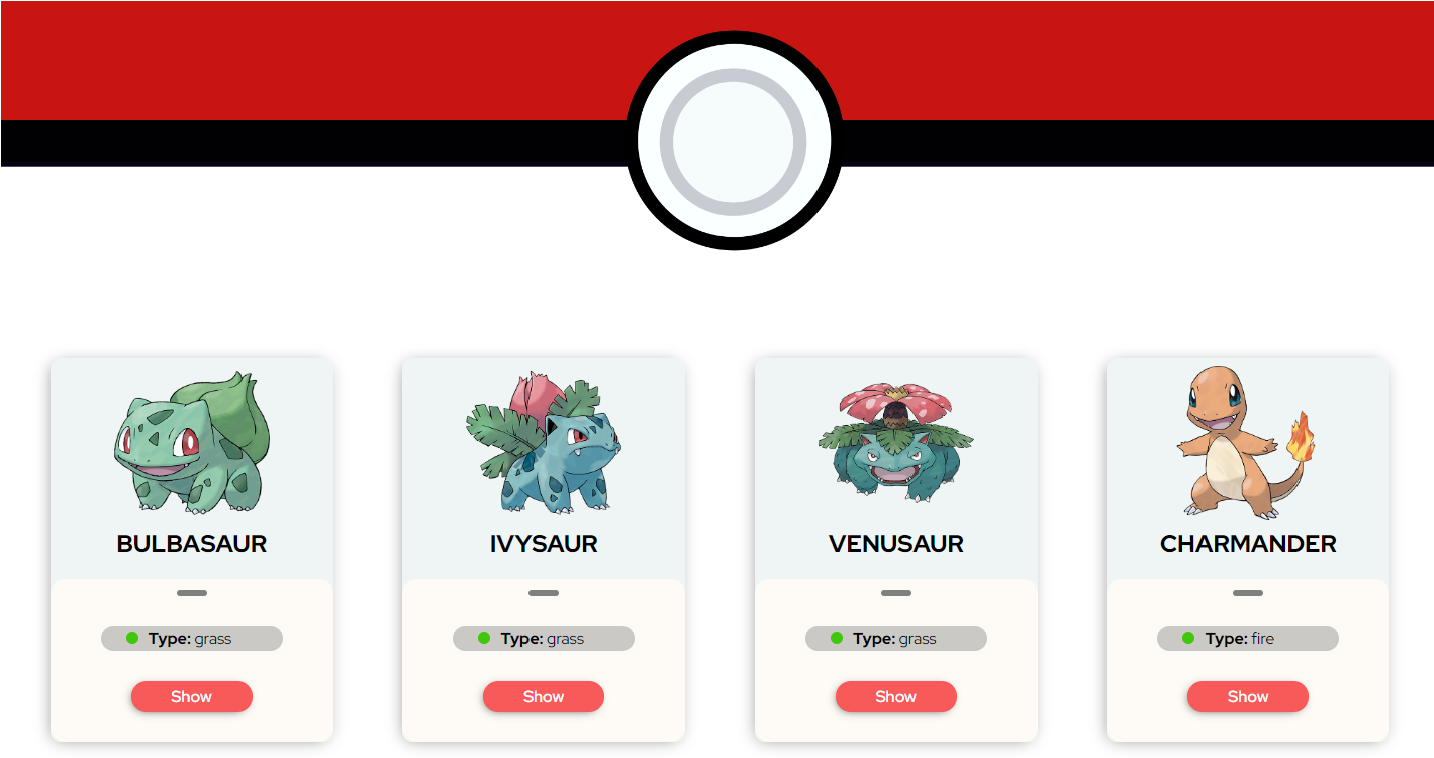 BULBASAUR
IVYSAUR
VENUSAUR
CHARMANDER
Type: grass
Type: grass
Type: grass
Type: fire
Show
Show
Show
Show